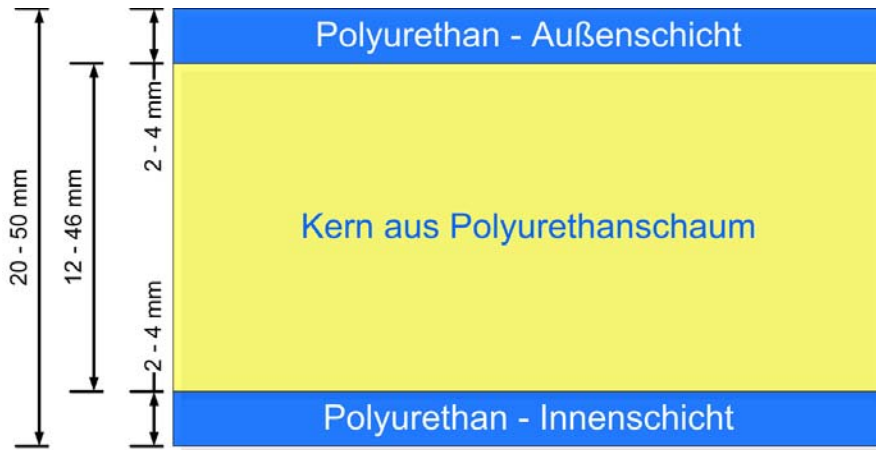 Polyurethan - Außenschicht
2 - 4 mm
20 - 50 mm
12 - 46 mm
Kern aus Polyurethanschaum
2 - 4 mm
Polyurethan - Innenschicht